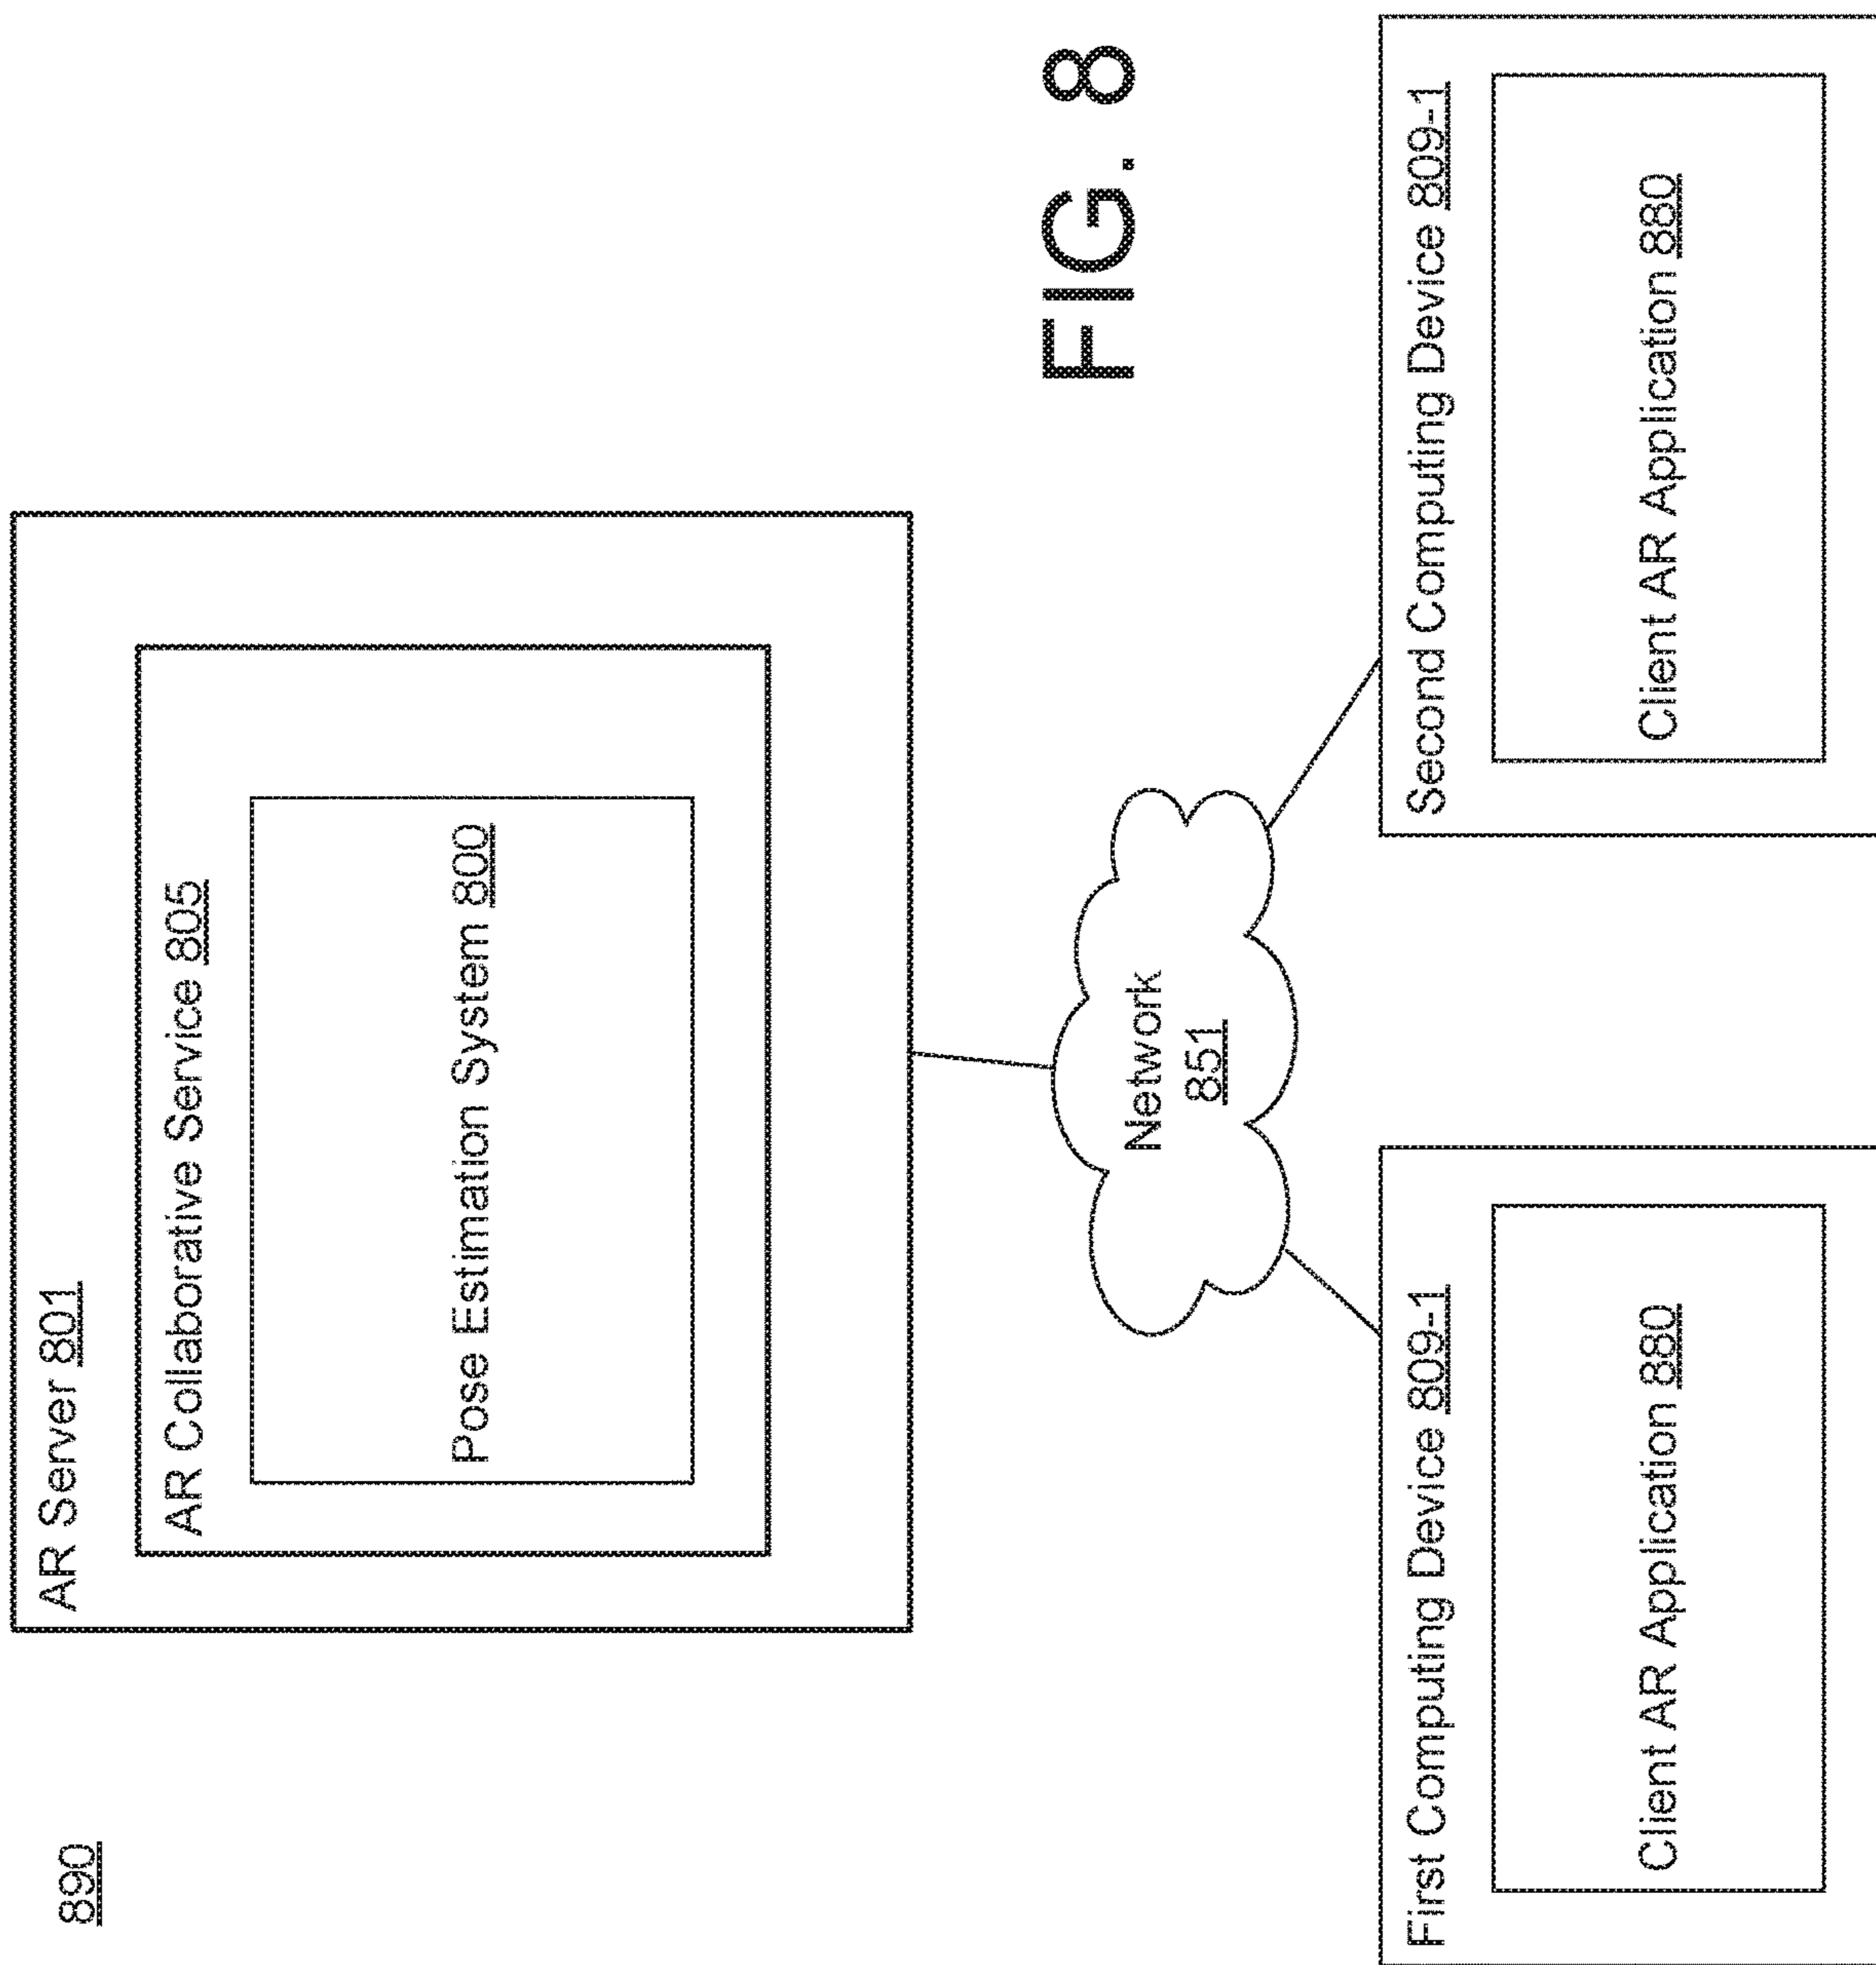 890
AR Server 801
AR Collaborative Service 805
Pose Estimation System 800
Network
851
FIG. 8
First Computing Device 809-1
Client AR Application 880
Second Computing Device 809-1
Client AR Application 880